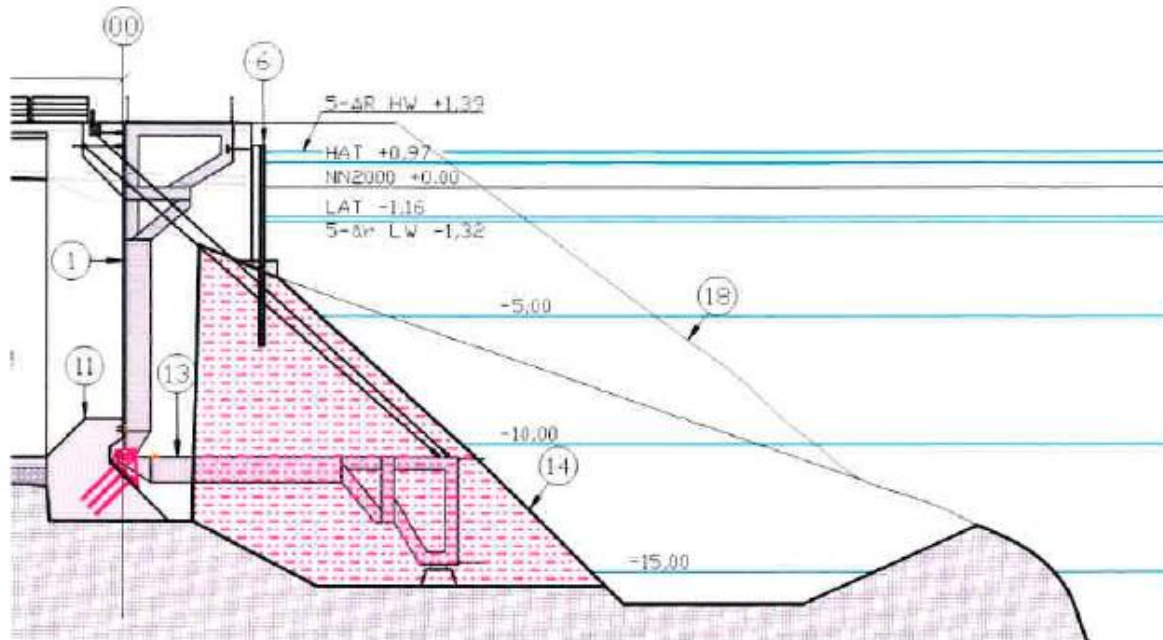 00
6
5-ÅR HW +1,39
HAT +0,97
NN2000 +0.00
LAT -1,16
5-år LW -1,32
1
-5,00
18
11
13
-10,00
14
-15,00